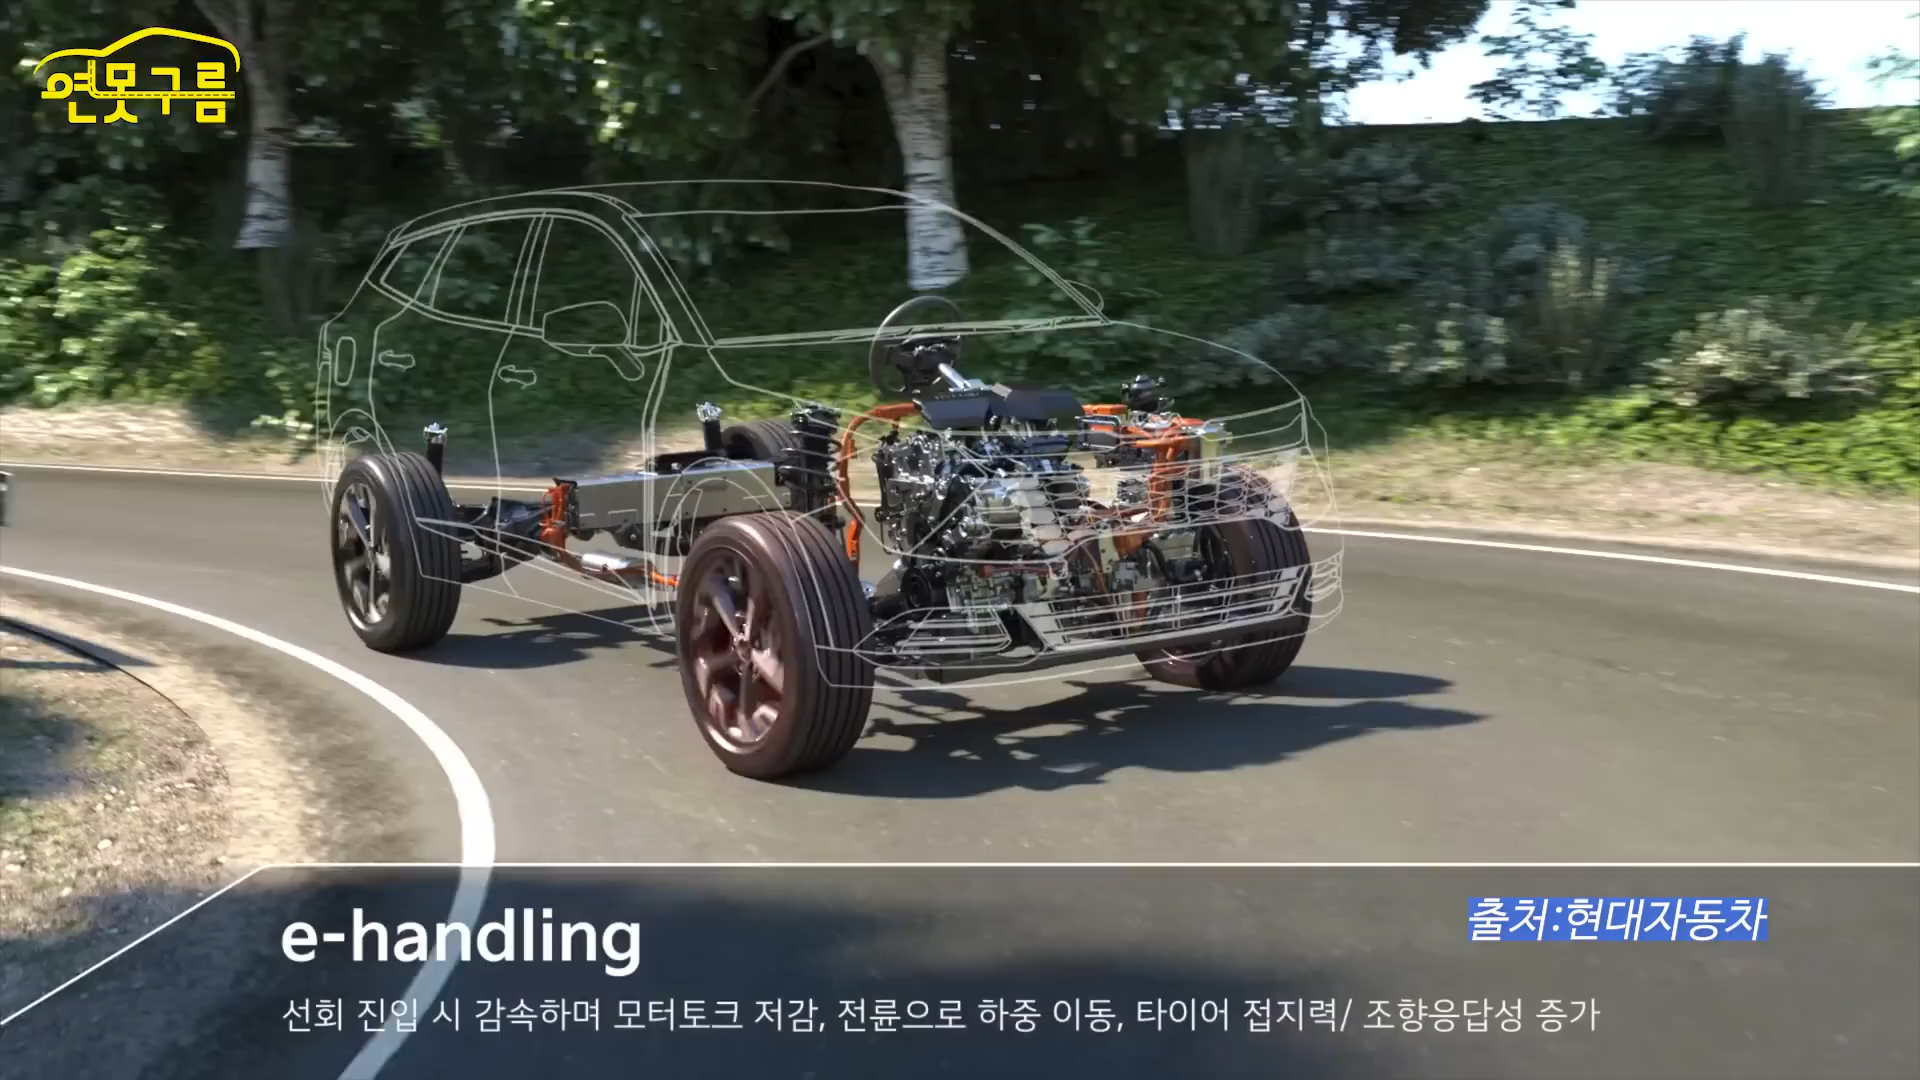 연못구름
e-handling
출처:현대자동차
선회 진입 시 감속하며 모터토크 저감, 전륜으로 하중 이동, 타이어 접지력/ 조향응답성 증가